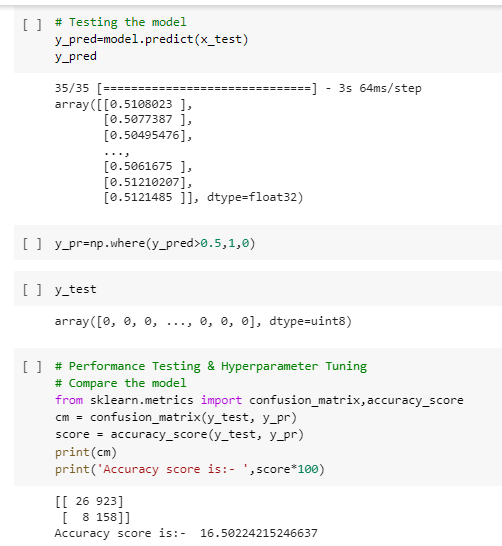 [ ] # Testing the model
y_pred=model.predict(x_test)
y_pred
35/35 [==============================] - 3s 64ms/step
array([[0.5108023 ],
[0.5077387 ],
[0.50495476],
...,
[0.5061675 ],
[0.51210207],
[0.5121485 ]], dtype=float32)
[ ] y_pr=np.where(y_pred>0.5,1,0)
[ ] y_test
array([0, 0, 0, ..., 0, 0, 0], dtype=uint8)
[ ] # Performance Testing & Hyperparameter Tuning
# Compare the model
from sklearn.metrics import confusion_matrix,accuracy_score
cm = confusion_matrix(y_test, y_pr)
score = accuracy_score(y_test, y_pr)
print(cm)
print('Accuracy score is:- ',score*100)
[[ 26 923]
[ 8 158]]
Accuracy score is:-  16.50224215246637